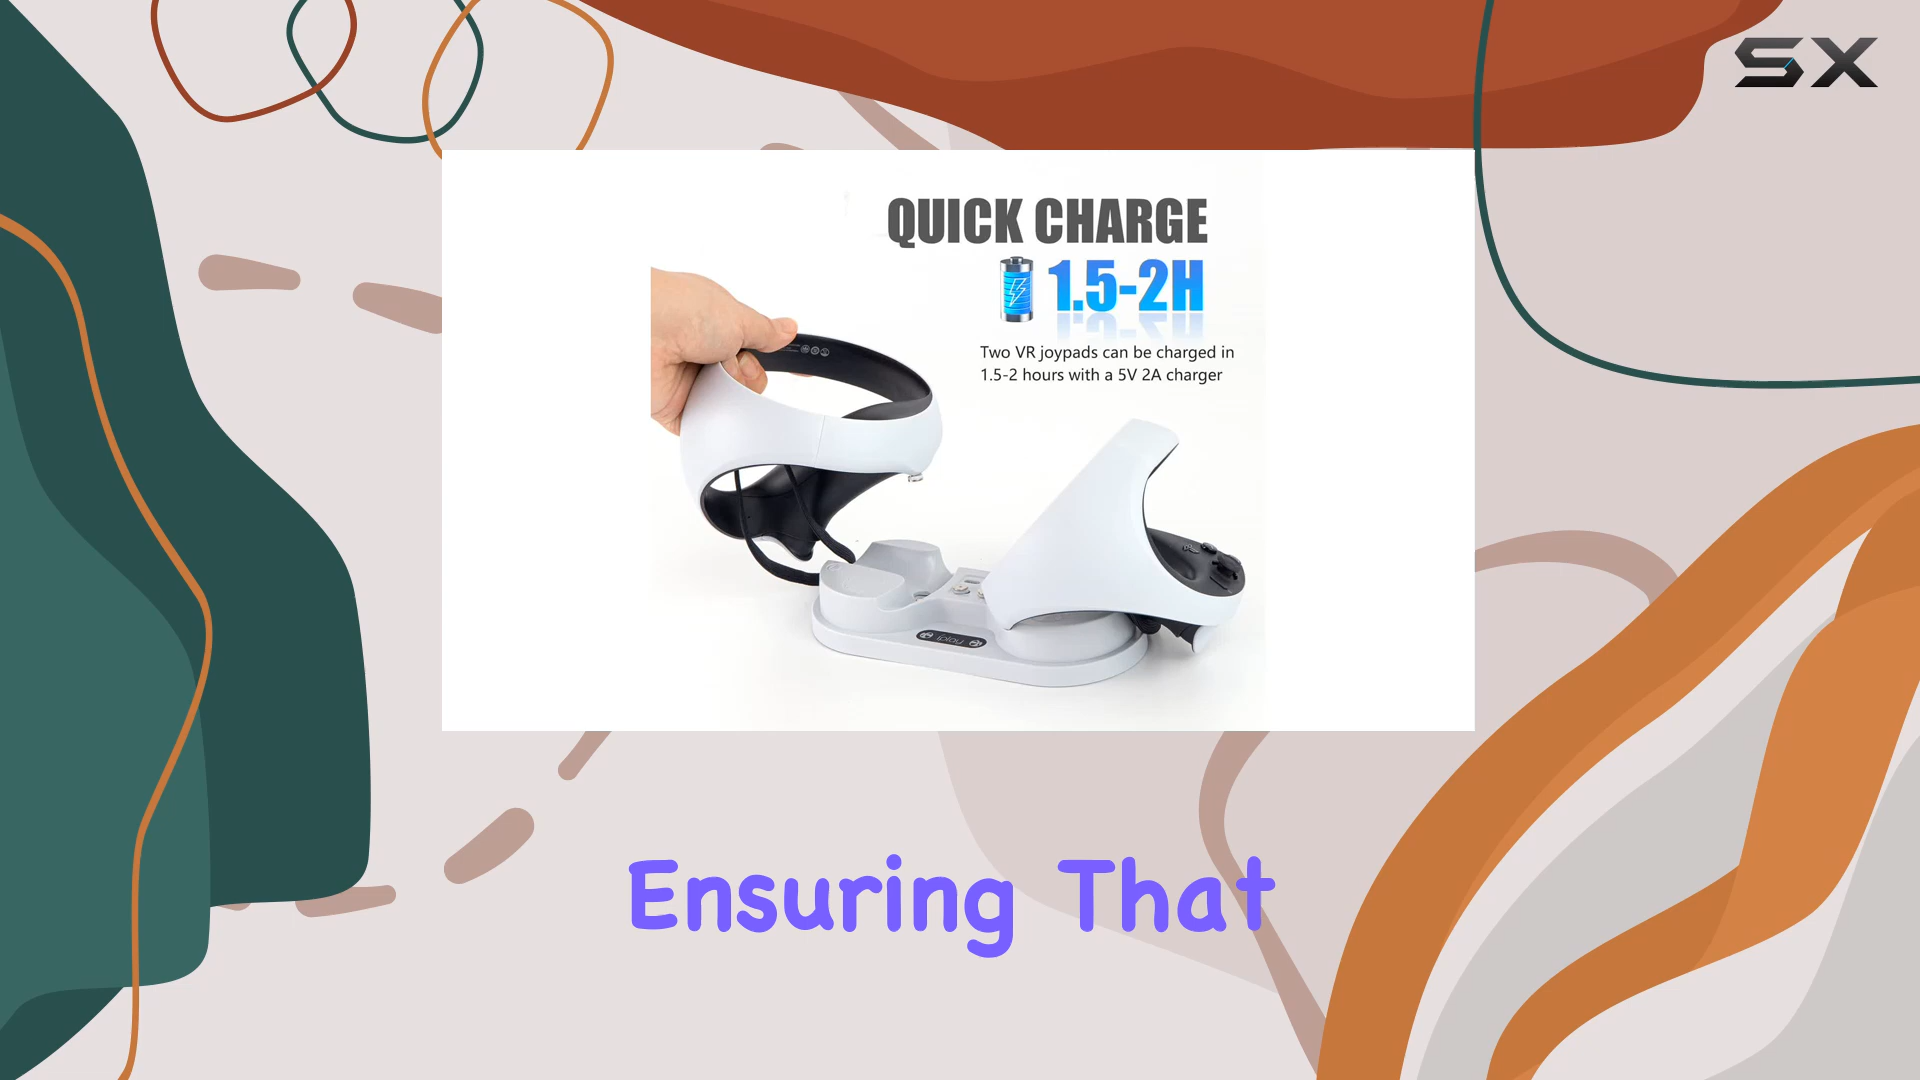 SX
QUICK CHARGE
1.5-2H
Two VR joypads can be charged in
1.5-2 hours with a 5V 2A charger
iplay
Ensuring That